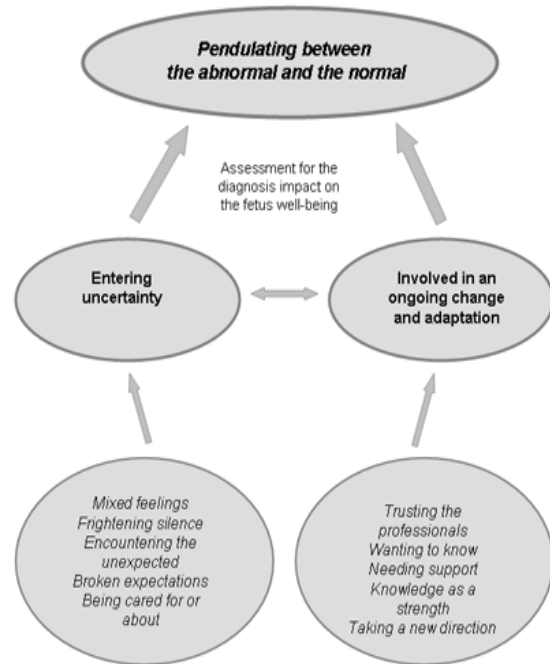 Pendulating between
the abnormal and the normal
Assessment for the
diagnosis impact on
the fetus well-being
Entering
uncertainty
Involved in an
ongoing change
and adaptation
Mixed feelings
Frightening silence
Encountering the
unexpected
Broken expectations
Being cared for or
about
Trusting the
professionals
Wanting to know
Needing support
Knowledge as a
strength
Taking a new direction